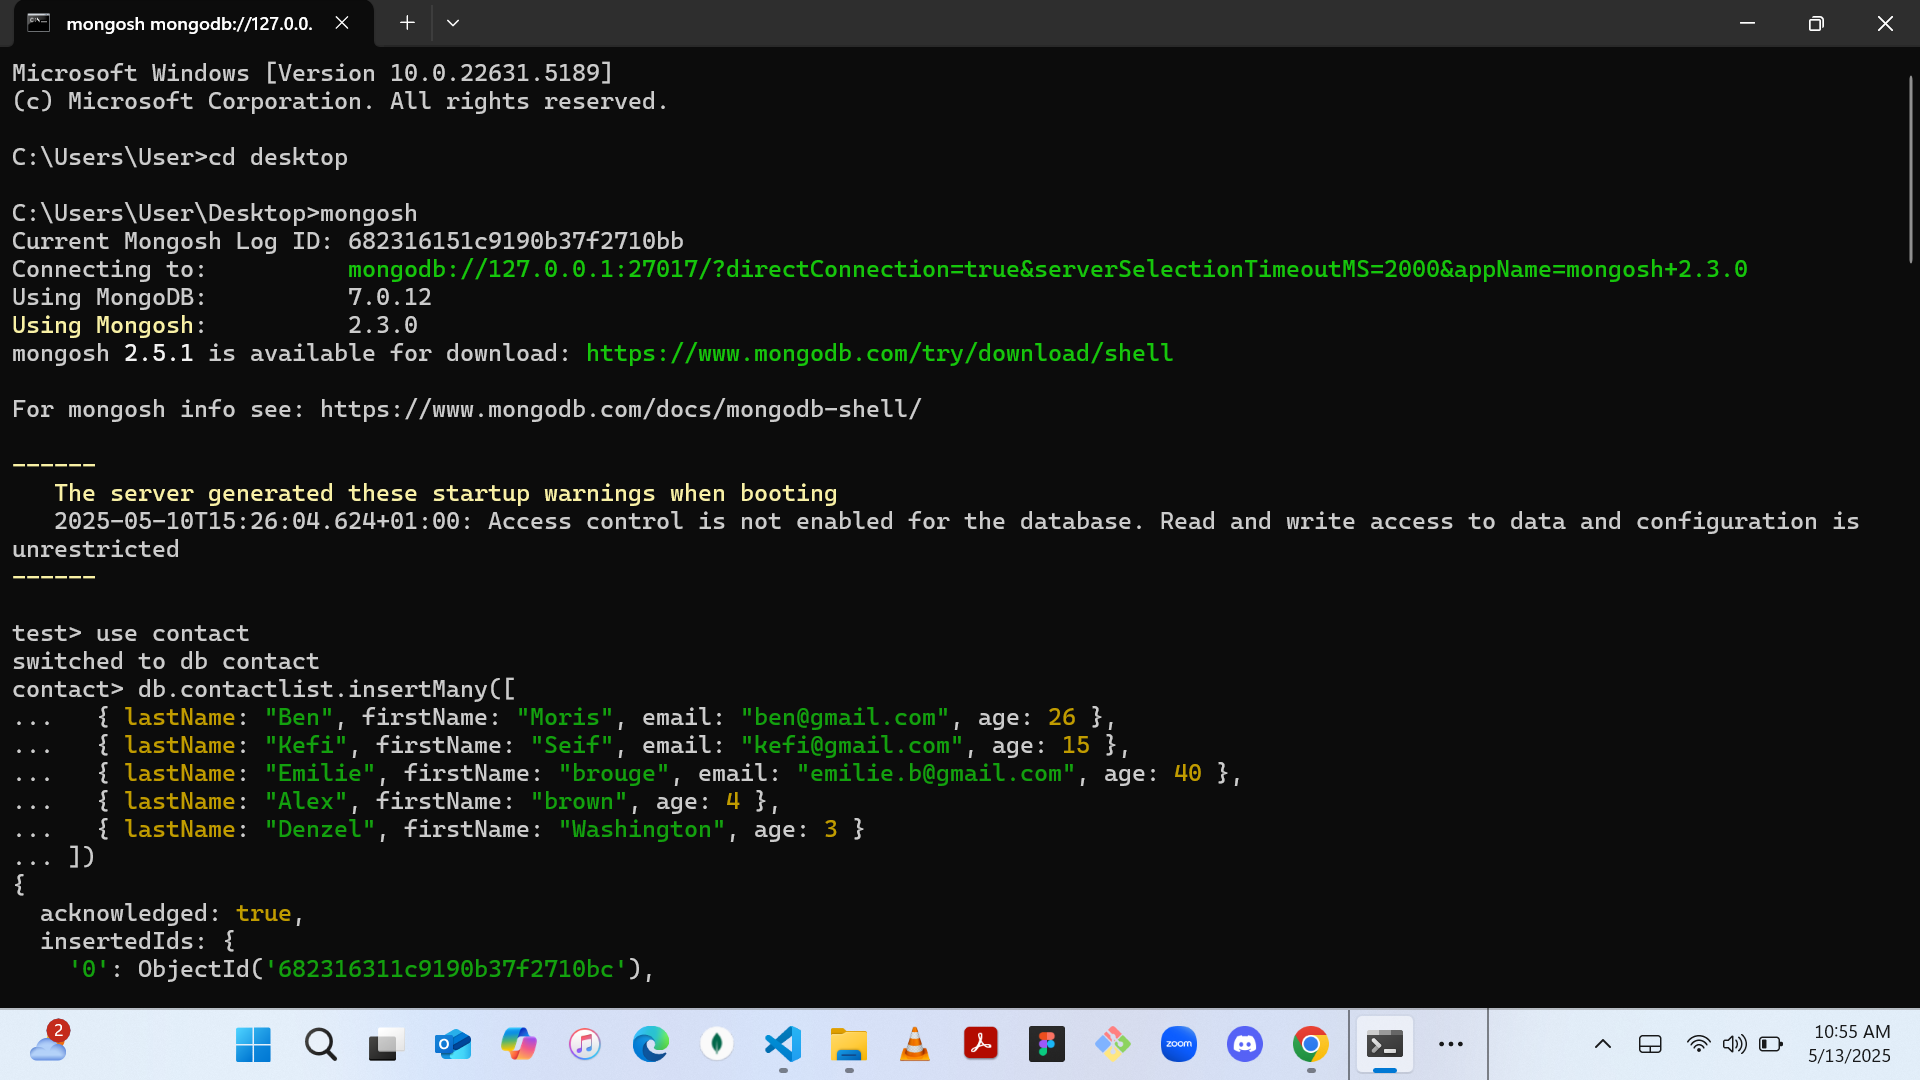 mongosh mongodb://127.0.0.
Microsoft Windows [Version 10.0.22631.5189]
(c) Microsoft Corporation. All rights reserved.
C:\Users\User>cd desktop
C:\Users\User\Desktop>mongosh
Current Mongosh Log ID: 682316151c9190b37f2710bb
Connecting to:          mongodb://127.0.0.1:27017/?directConnection=true&serverSelectionTimeoutMS=2000&appName=mongosh+2.3.0
Using MongoDB:          7.0.12
Using Mongosh:          2.3.0
mongosh 2.5.1 is available for download: https://www.mongodb.com/try/download/shell
For mongosh info see: https://www.mongodb.com/docs/mongodb-shell/
------
   The server generated these startup warnings when booting
   2025-05-10T15:26:04.624+01:00: Access control is not enabled for the database. Read and write access to data and configuration is
unrestricted
------
test> use contact
switched to db contact
contact> db.contactlist.insertMany([
...   { lastName: "Ben", firstName: "Moris", email: "ben@gmail.com", age: 26 },
...   { lastName: "Kefi", firstName: "Seif", email: "kefi@gmail.com", age: 15 },
...   { lastName: "Emilie", firstName: "brouge", email: "emilie.b@gmail.com", age: 40 },
...   { lastName: "Alex", firstName: "brown", age: 4 },
...   { lastName: "Denzel", firstName: "Washington", age: 3 }
... ])
{
  acknowledged: true,
  insertedIds: {
    '0': ObjectId('682316311c9190b37f2710bc'),
2
zoom
10:55 AM
5/13/2025